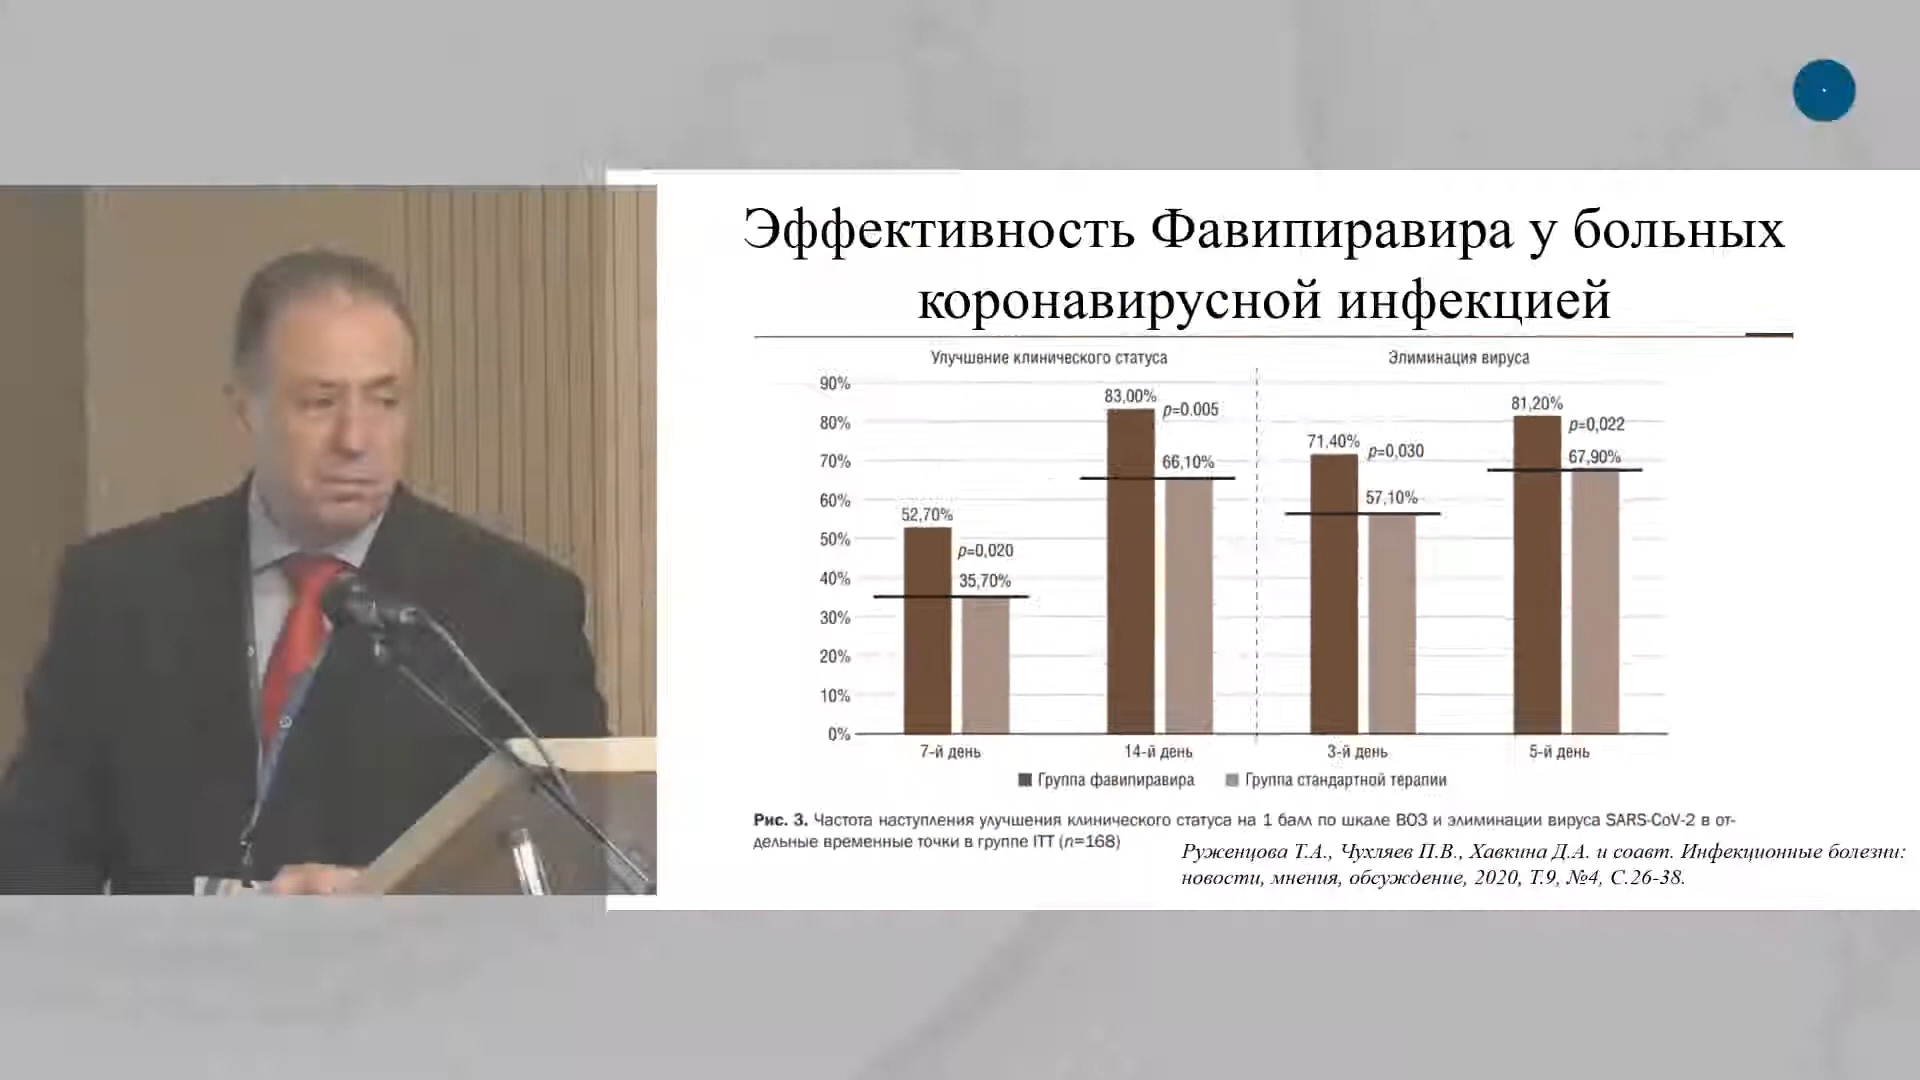 Эффективность Фавипиравира у больных
коронавирусной инфекцией
Улучшение клинического статуса
Элиминация вируса
90%
80%
70%
60%
50%
40%
30%
20%
10%
0%
52,70%
p=0,020
35,70%
83,00%
p=0.005
66,10%
71.40%
p=0,030
57,10%
81,20%
p=0,022
67,90%
7-й день
14-й день
3-й день
5-й день
Группа фавипиравира
Группа стандартной терапии
Рис. 3. Частота наступления улучшения клинического статуса на 1 балл по шкале ВОЗ и элиминации вируса SARS-CoV-2 в от-
дельные временные точки в группе ITT (n=168)
Руженцова Т.А., Чухляев П.В., Хавкина Д.А. и соавт. Инфекционные болезни:
новости, мнения, обсуждение, 2020, Т.9, №4, С.26-38.